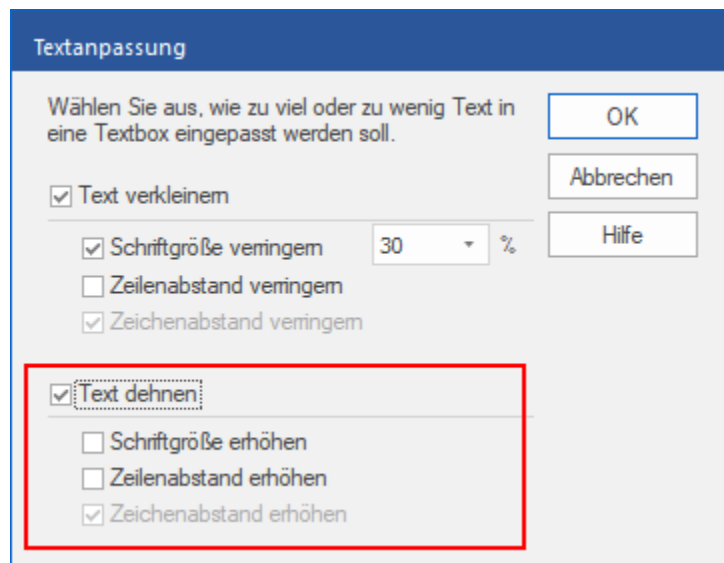 Textanpassung
Wählen Sie aus, wie zu viel oder zu wenig Text in
eine Textbox eingepasst werden soll.
OK
Abbrechen
Hilfe
Text verkleinern
Schriftgröße verringern 30 %
Zeilenabstand verringern
Zeichenabstand verringern
Text dehnen
Schriftgröße erhöhen
Zeilenabstand erhöhen
Zeichenabstand erhöhen